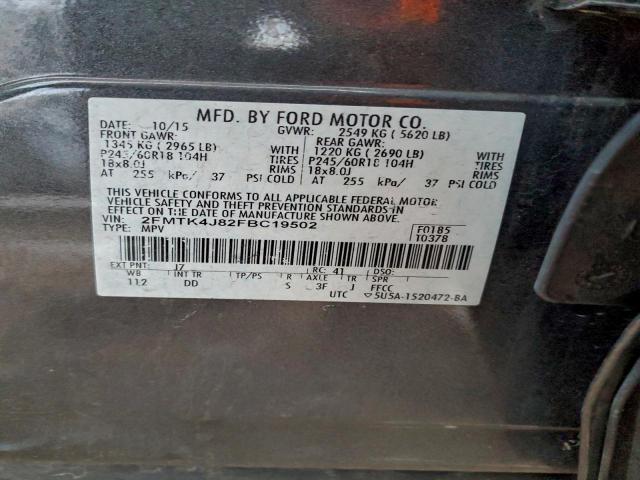 MFD. BY FORD MOTOR CO.
DATE: 10/15 GVWR: 2549 KG ( 5620 LB)
FRONT GAWR: REAR GAWR:
1345 KG ( 2965 LB) WITH 1220 KG ( 2690 LB) WITH
P245/60R18 104H TIRES P245/60R18 104H TIRES
18x8.0J RIMS 18x8.0J RIMS
AT 255 kPa/ 37 PSI COLD AT 255 kPa/ 37 PSI COLD
THIS VEHICLE CONFORMS TO ALL APPLICABLE FEDERAL MOTOR
VEHICLE SAFETY AND THEFT PREVENTION STANDARDS IN EFFECT
ON THE DATE OF MANUFACTURE SHOWN ABOVE.
VIN: 2FMTK4J82FBC19502 F0185
TYPE: MPV T0378
EXT PNT: J7 RC: 41 DSO:
WB INT TR TP/PS R AXLE TR SPR
112 DD S 3F J FFCC
UTC ▽5U5A-1520472-BA